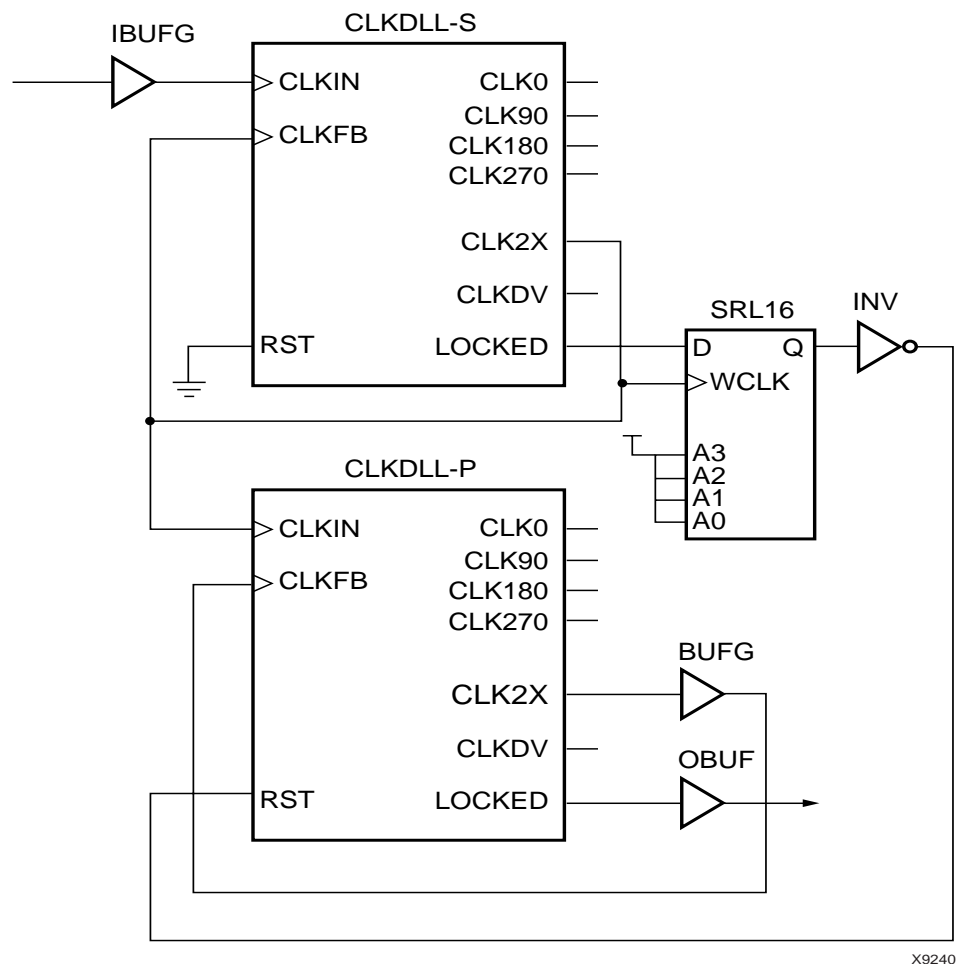 IBUFG
CLKDLL-S
CLKIN
CLKFB
RST
CLK0
CLK90
CLK180
CLK270
CLK2X
CLKDV
LOCKED
SRL16
D
Q
WCLK
A3
A2
A1
A0
INV
CLKDLL-P
CLKIN
CLKFB
RST
CLK0
CLK90
CLK180
CLK270
CLK2X
CLKDV
LOCKED
BUFG
OBUF
X9240